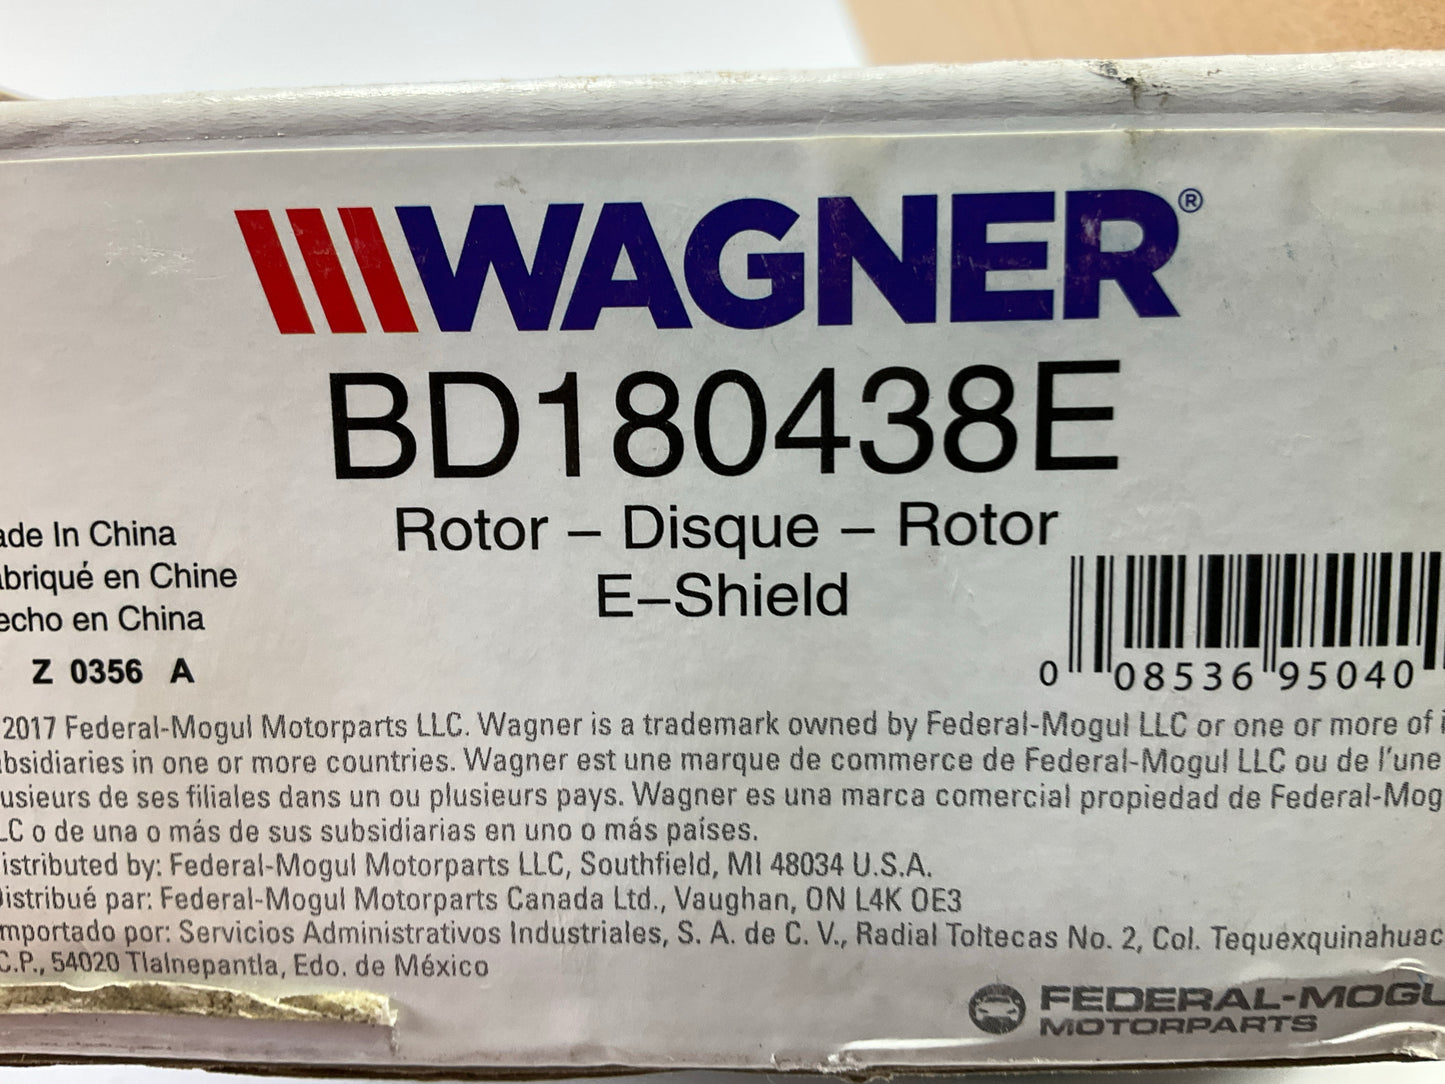 WAGNER®
BD180438E
Rotor – Disque – Rotor
E–Shield
ade In China
abriqué en Chine
echo en China
Z 0356 A
0 08536 95040
2017 Federal-Mogul Motorparts LLC. Wagner is a trademark owned by Federal-Mogul LLC or one or more of i
ubsidiaries in one or more countries. Wagner est une marque de commerce de Federal-Mogul LLC ou de l'une
lusieurs de ses filiales dans un ou plusieurs pays. Wagner es una marca comercial propiedad de Federal-Mog
LC o de una o más de sus subsidiarias en uno o más países.
istributed by: Federal-Mogul Motorparts LLC, Southfield, MI 48034 U.S.A.
Distribué par: Federal-Mogul Motorparts Canada Ltd., Vaughan, ON L4K 0E3
mportado por: Servicios Administrativos Industriales, S. A. de C. V., Radial Toltecas No. 2, Col. Tequexquinahuac
C.P., 54020 Tlalnepantla, Edo. de México
FEDERAL-MOGU
MOTORPARTS